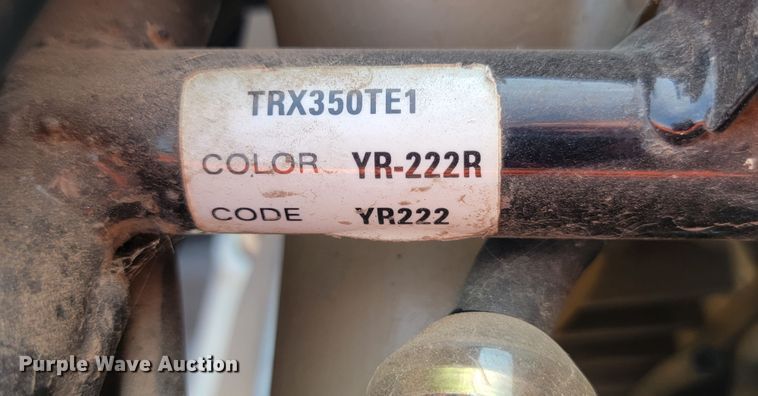 TRX350TE1
COLOR YR-222R
CODE YR222
Purple Wave Auction